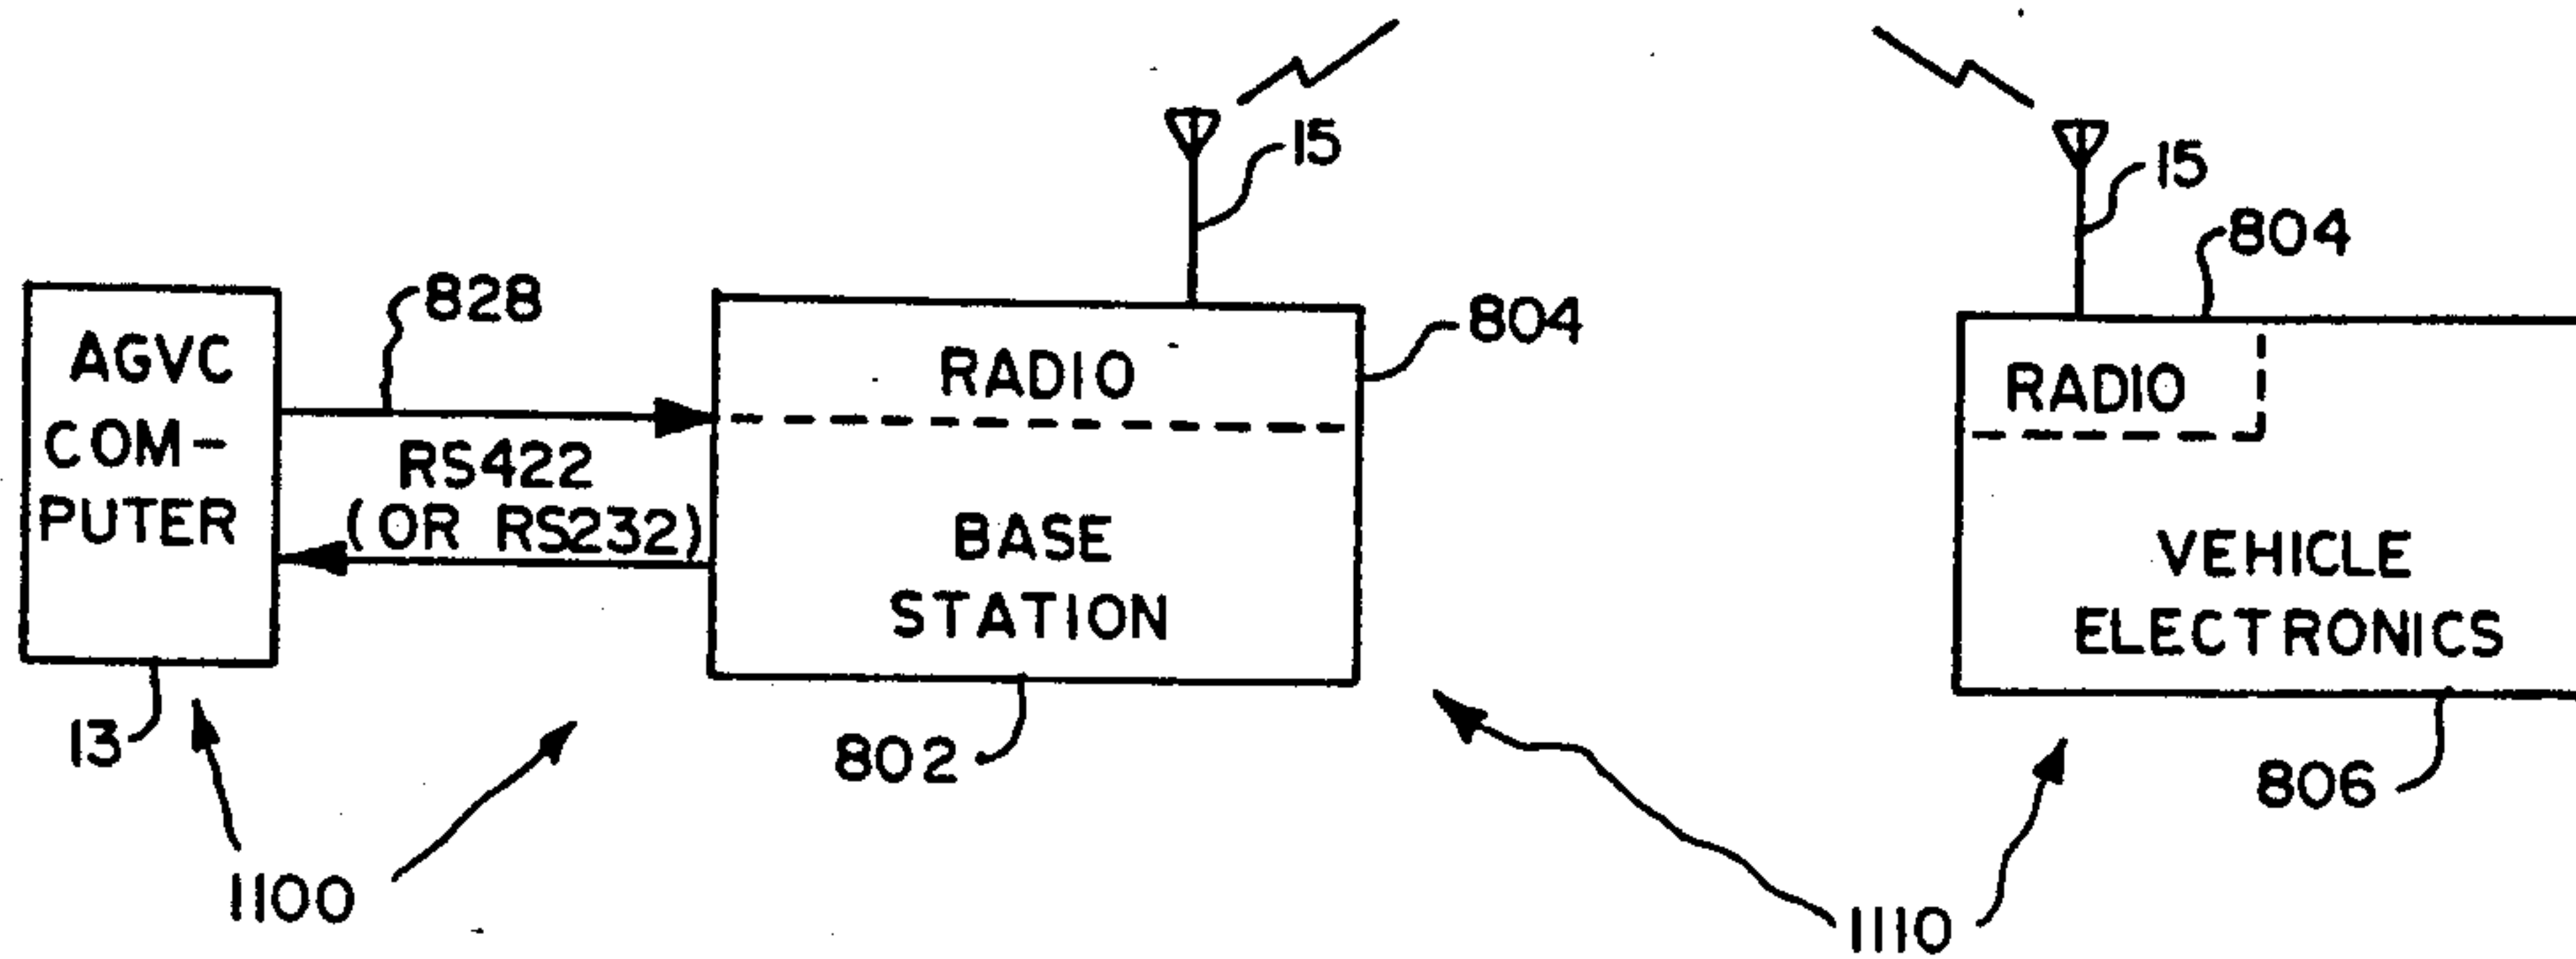 15
15
804
828
804
AGVC
COM-
PUTER
RADIO
RADIO
RS422
(OR RS232)
BASE
STATION
VEHICLE
ELECTRONICS
13
802
806
1100
1110